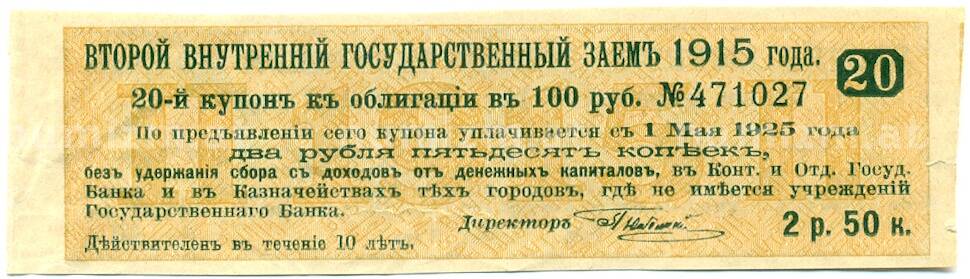 ВТОРОЙ ВНУТРЕННІЙ ГОСУДАРСТВЕННЫЙ ЗАЕМЪ 1915 года.
20
20-й купонъ къ облигаціи въ 100 руб. №471027
По предъявленіи сего купона уплачивается съ 1 Мая 1925 года
два рубля пятьдесятъ копѣекъ,
безъ удержанія сбора съ доходовъ отъ денежныхъ капиталовъ, въ Конт. и Отд. Госуд.
Банка и въ Казначействахъ тѣхъ городовъ, гдѣ не имѣется учрежденій
Государственнаго Банка.
Директоръ
2 р. 50 к.
Дѣйствителенъ въ теченіе 10 лѣтъ.